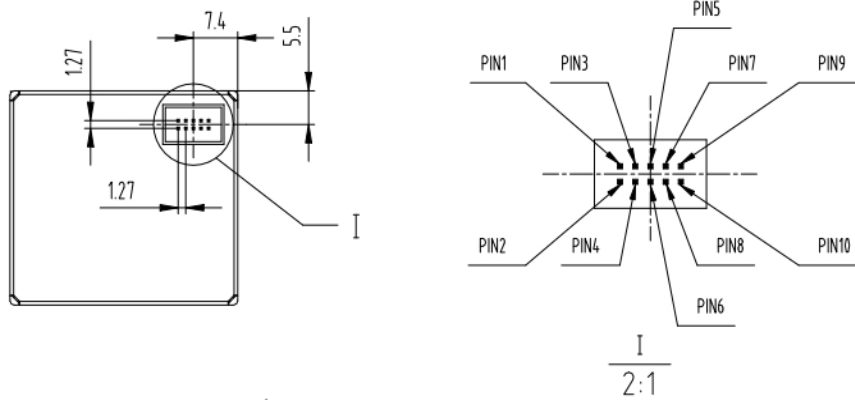 7.4
5.5
1.27
1.27
I
PIN5
PIN1
PIN3
PIN7
PIN9
PIN2
PIN4
PIN8
PIN10
PIN6
I
2:1